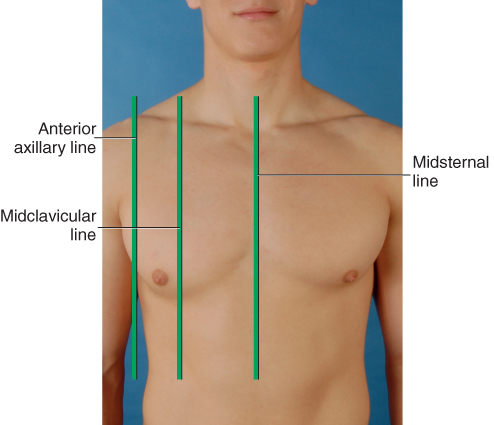 Anterior
axillary line
Midsternal
line
Midclavicular
line